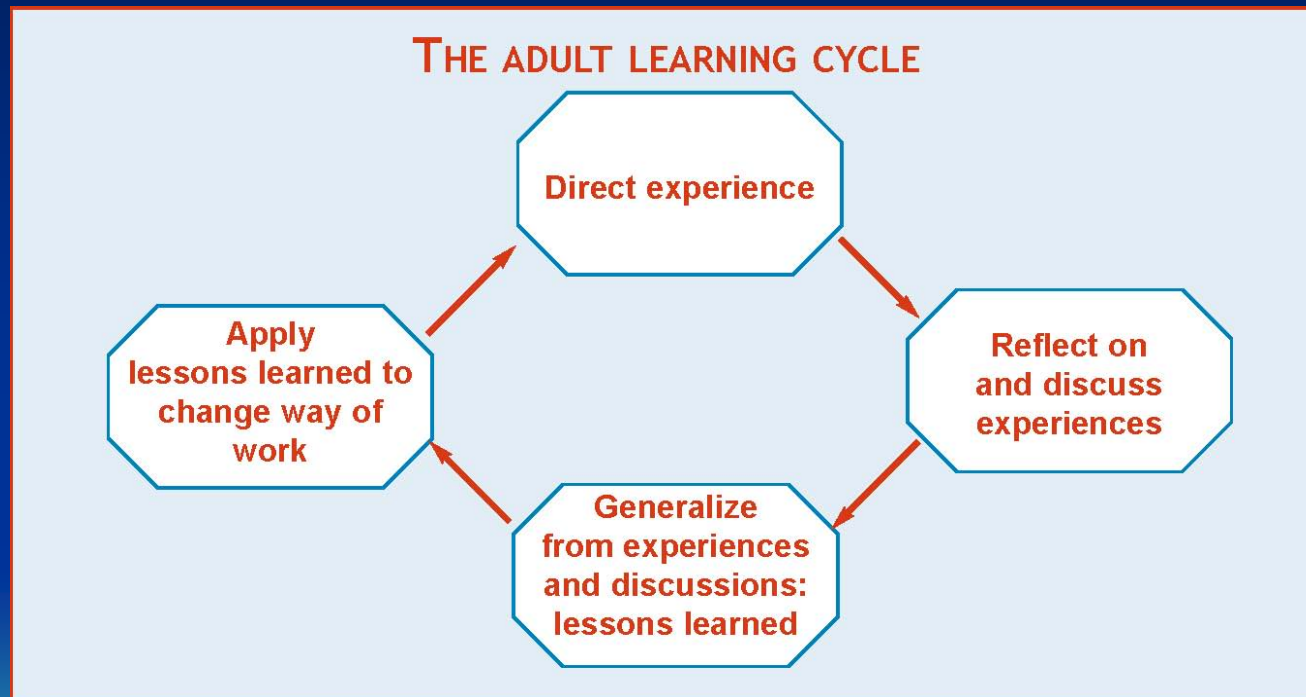 THE ADULT LEARNING CYCLE
Direct experience
Reflect on
and discuss
experiences
Generalize
from experiences
and discussions:
lessons learned
Apply
lessons learned to
change way of
work